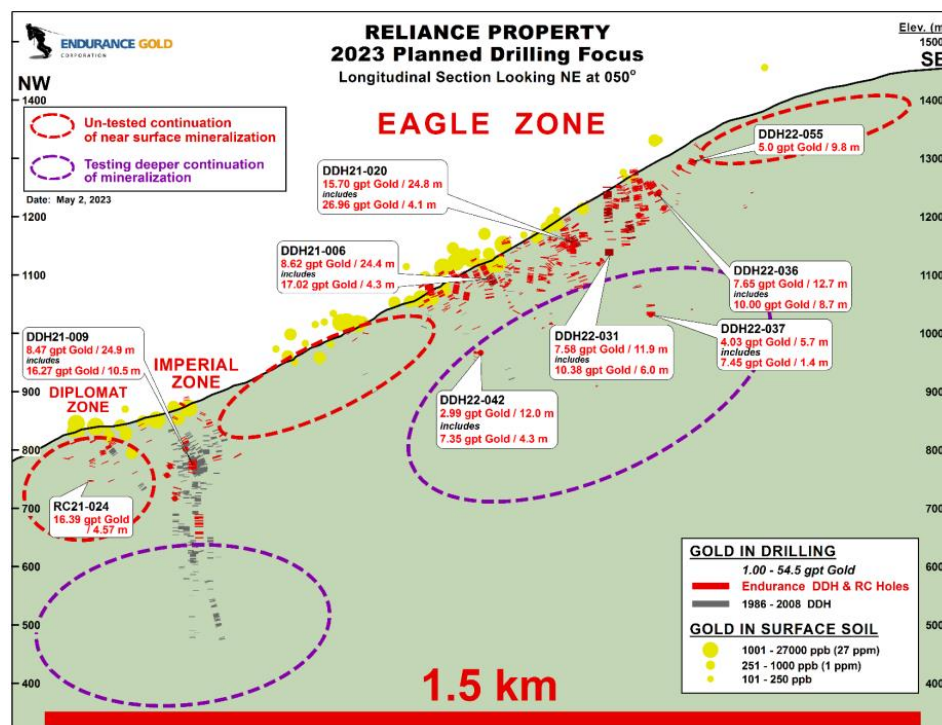 ENDURANCE GOLD
CORPORATION
RELIANCE PROPERTY
2023 Planned Drilling Focus
Longitudinal Section Looking NE at 050°
Elev. (m
NW
SE
Un-tested continuation
of near surface mineralization
Testing deeper continuation
of mineralization
Date: May 2, 2023
EAGLE ZONE
DDH22-055
5.0 gpt Gold / 9.8 m
DDH21-020
15.70 gpt Gold / 24.8 m
includes
26.96 gpt Gold / 4.1 m
DDH21-006
8.62 gpt Gold / 24.4 m
includes
17.02 gpt Gold / 4.3 m
DDH22-036
7.65 gpt Gold / 12.7 m
includes
10.00 gpt Gold / 8.7 m
DDH22-037
4.03 gpt Gold / 5.7 m
includes
7.45 gpt Gold / 1.4 m
DDH22-031
7.58 gpt Gold / 11.9 m
includes
10.38 gpt Gold / 6.0 m
DDH22-042
2.99 gpt Gold / 12.0 m
includes
7.35 gpt Gold / 4.3 m
DDH21-009
8.47 gpt Gold / 24.9 m
includes
16.27 gpt Gold / 10.5 m
IMPERIAL
ZONE
DIPLOMAT
ZONE
RC21-024
16.39 gpt Gold
/ 4.57 m
1400
1300
1200
1100
1000
900
800
700
600
500
400
1500
1400
1300
1200
1100
1000
900
800
700
600
500
400
GOLD IN DRILLING
1.00 - 54.5 gpt Gold
Endurance DDH & RC Holes
1986 - 2008 DDH
GOLD IN SURFACE SOIL
1001 - 27000 ppb (27 ppm)
251 - 1000 ppb (1 ppm)
101 - 250 ppb
1.5 km